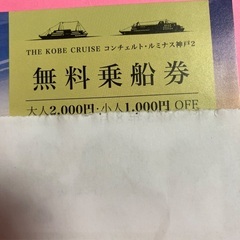 THE KOBE CRUISE コンチェルト・ルミナス神戸2
無料乗船券
大人2,000円・小人1,000円 OFF